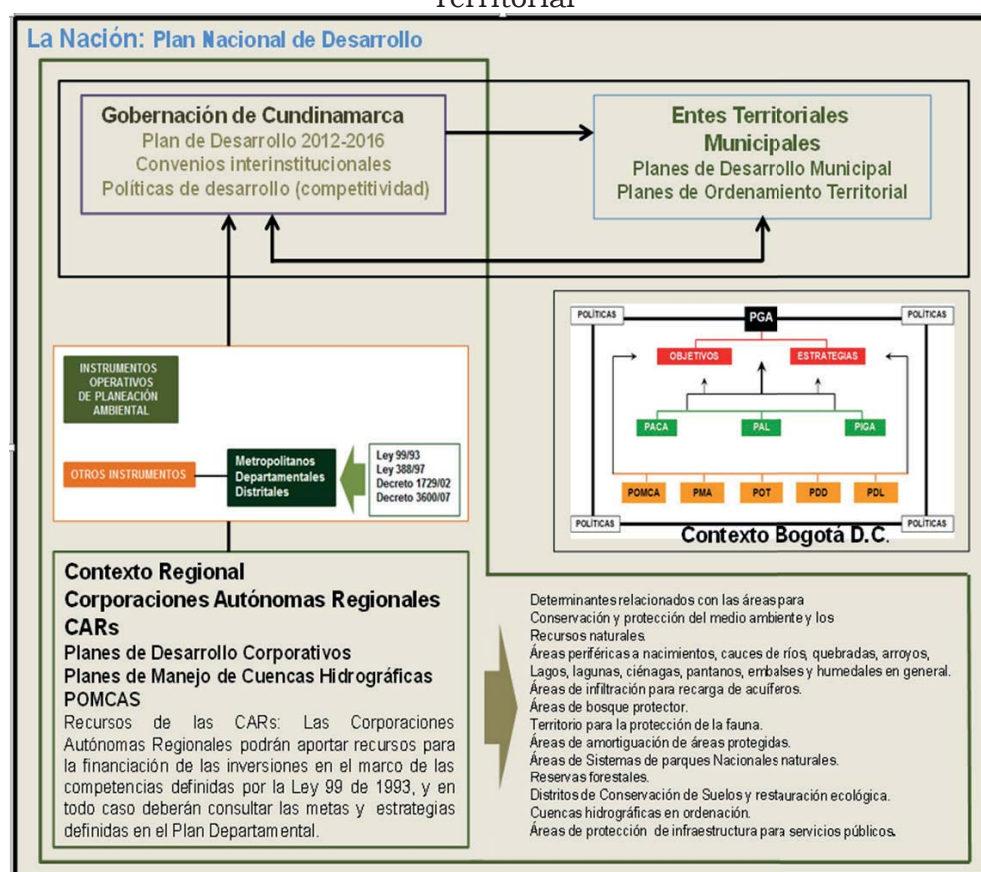 Territorial
La Nación: Plan Nacional de Desarrollo
Gobernación de Cundinamarca
Plan de Desarrollo 2012-2016
Convenios interinstitucionales
Políticas de desarrollo (competitividad)
Entes Territoriales
Municipales
Planes de Desarrollo Municipal
Planes de Ordenamiento Territorial
INSTRUMENTOS
OPERATIVOS
DE PLANEACIÓN
AMBIENTAL
OTROS INSTRUMENTOS
Metropolitanos
Departamentales
Distritales
Ley 99/93
Ley 388/97
Decreto 1729/02
Decreto 3600/07
POLÍTICAS
PGA
POLÍTICAS
OBJETIVOS
ESTRATEGIAS
PACA
PAL
PIGA
POMCA
PMA
POT
PDD
PDL
POLÍTICAS
POLÍTICAS
Contexto Bogotá D.C.
Contexto Regional
Corporaciones Autónomas Regionales
CARs
Planes de Desarrollo Corporativos
Planes de Manejo de Cuencas Hidrográficas
POMCAS
Recursos de las CARs: Las Corporaciones
Autónomas Regionales podrán aportar recursos para
la financiación de las inversiones en el marco de las
competencias definidas por la Ley 99 de 1993, y en
todo caso deberán consultar las metas y estrategias
definidas en el Plan Departamental.
Determinantes relacionados con las áreas para
Conservación y protección del medio ambiente y los
Recursos naturales.
Áreas periféricas a nacimientos, cauces de ríos, quebradas, arroyos,
Lagos, lagunas, ciénagas, pantanos, embalses y humedales en general.
Áreas de infiltración para recarga de acuíferos.
Áreas de bosque protector.
Territorio para la protección de la fauna.
Áreas de amortiguación de áreas protegidas.
Áreas de Sistemas de parques Nacionales naturales.
Reservas forestales.
Distritos de Conservación de Suelos y restauración ecológica.
Cuencas hidrográficas en ordenación.
Áreas de protección de infraestructura para servicios públicos.